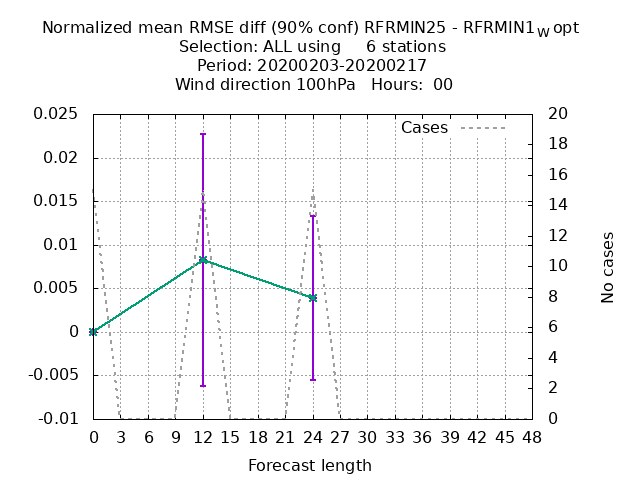 Normalized mean RMSE diff (90% conf) RFRMIN25 - RFRMIN1w opt
Selection: ALL using 6 stations
Period: 20200203-20200217
Wind direction 100hPa Hours: 00
Cases
0.025
0.02
0.015
0.01
0.005
0
-0.005
-0.01
20
18
16
14
12
10
8
6
4
2
0
No cases
0 3 6 9 12 15 18 21 24 27 30 33 36 39 42 45 48
Forecast length